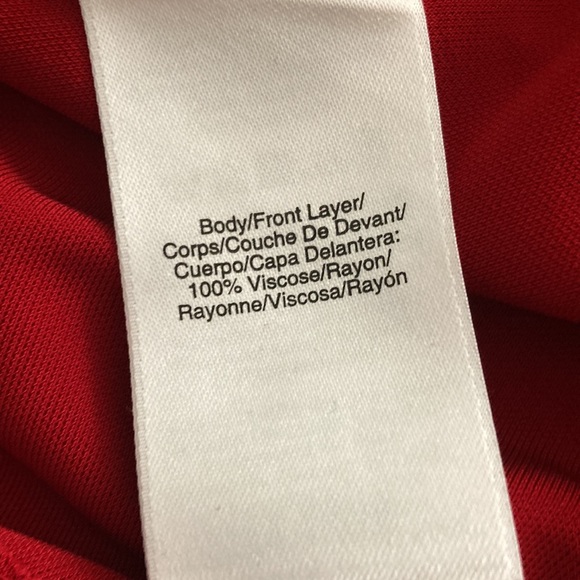 Body/Front Layer/
Corps/Couche De Devant/
Cuerpo/Capa Delantera:
100% Viscose/Rayon/
Rayonne/Viscosa/Rayón